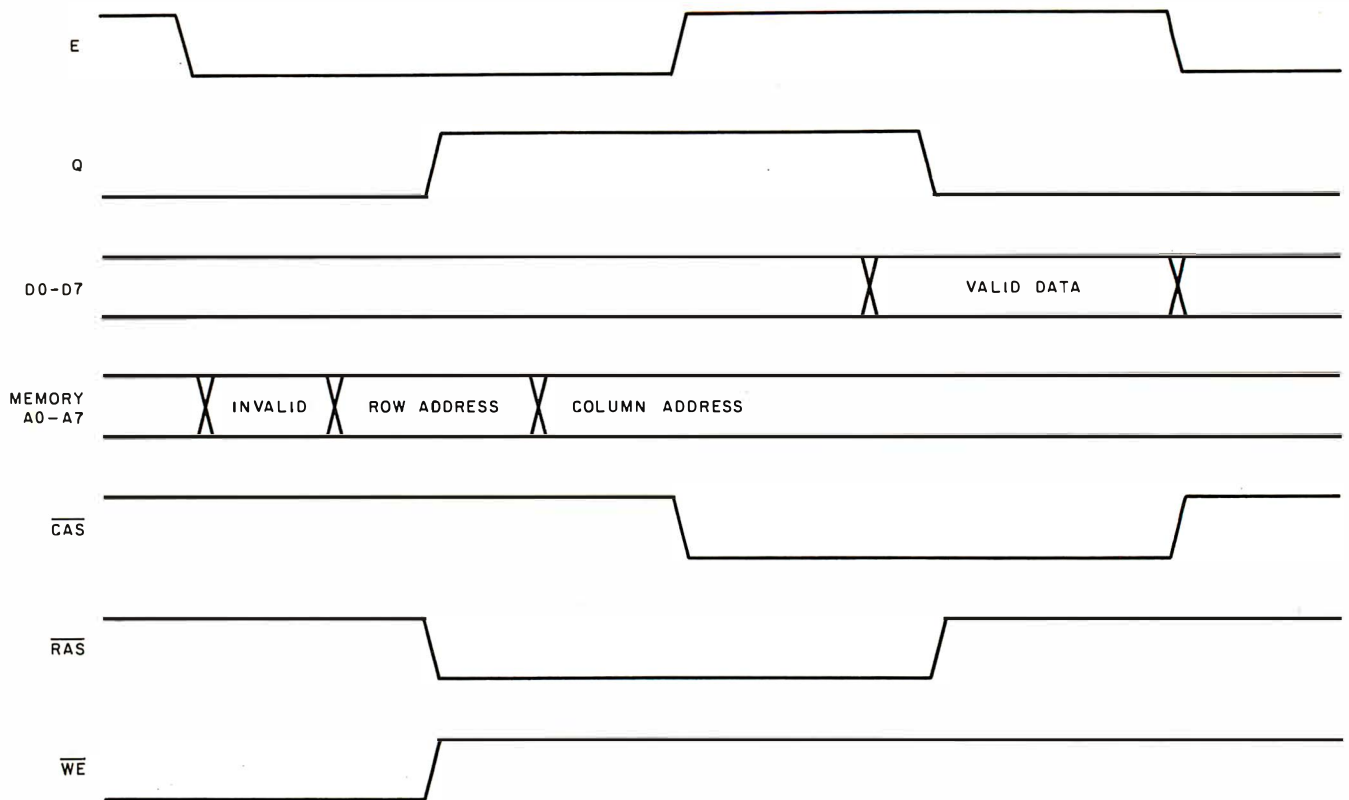 E
Q
D0-D7
VALID DATA
MEMORY
A0-A7
INVALID
ROW ADDRESS
COLUMN ADDRESS
CAS
RAS
WE